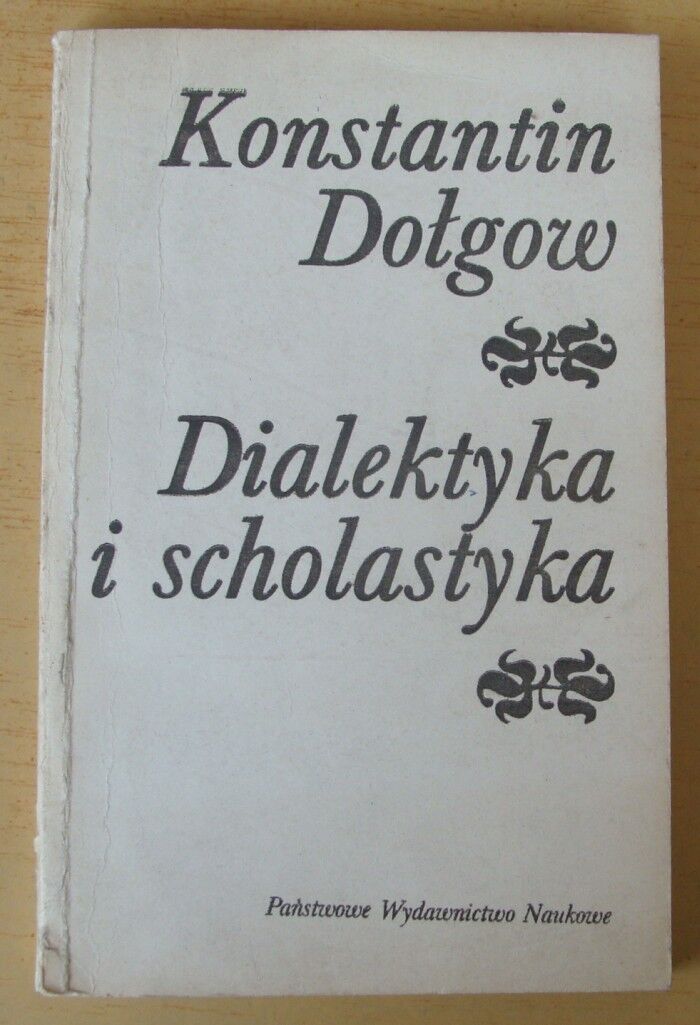 Konstantin
Dołgow
Dialektyka
i scholastyka
Państwowe Wydawnictwo Naukowe